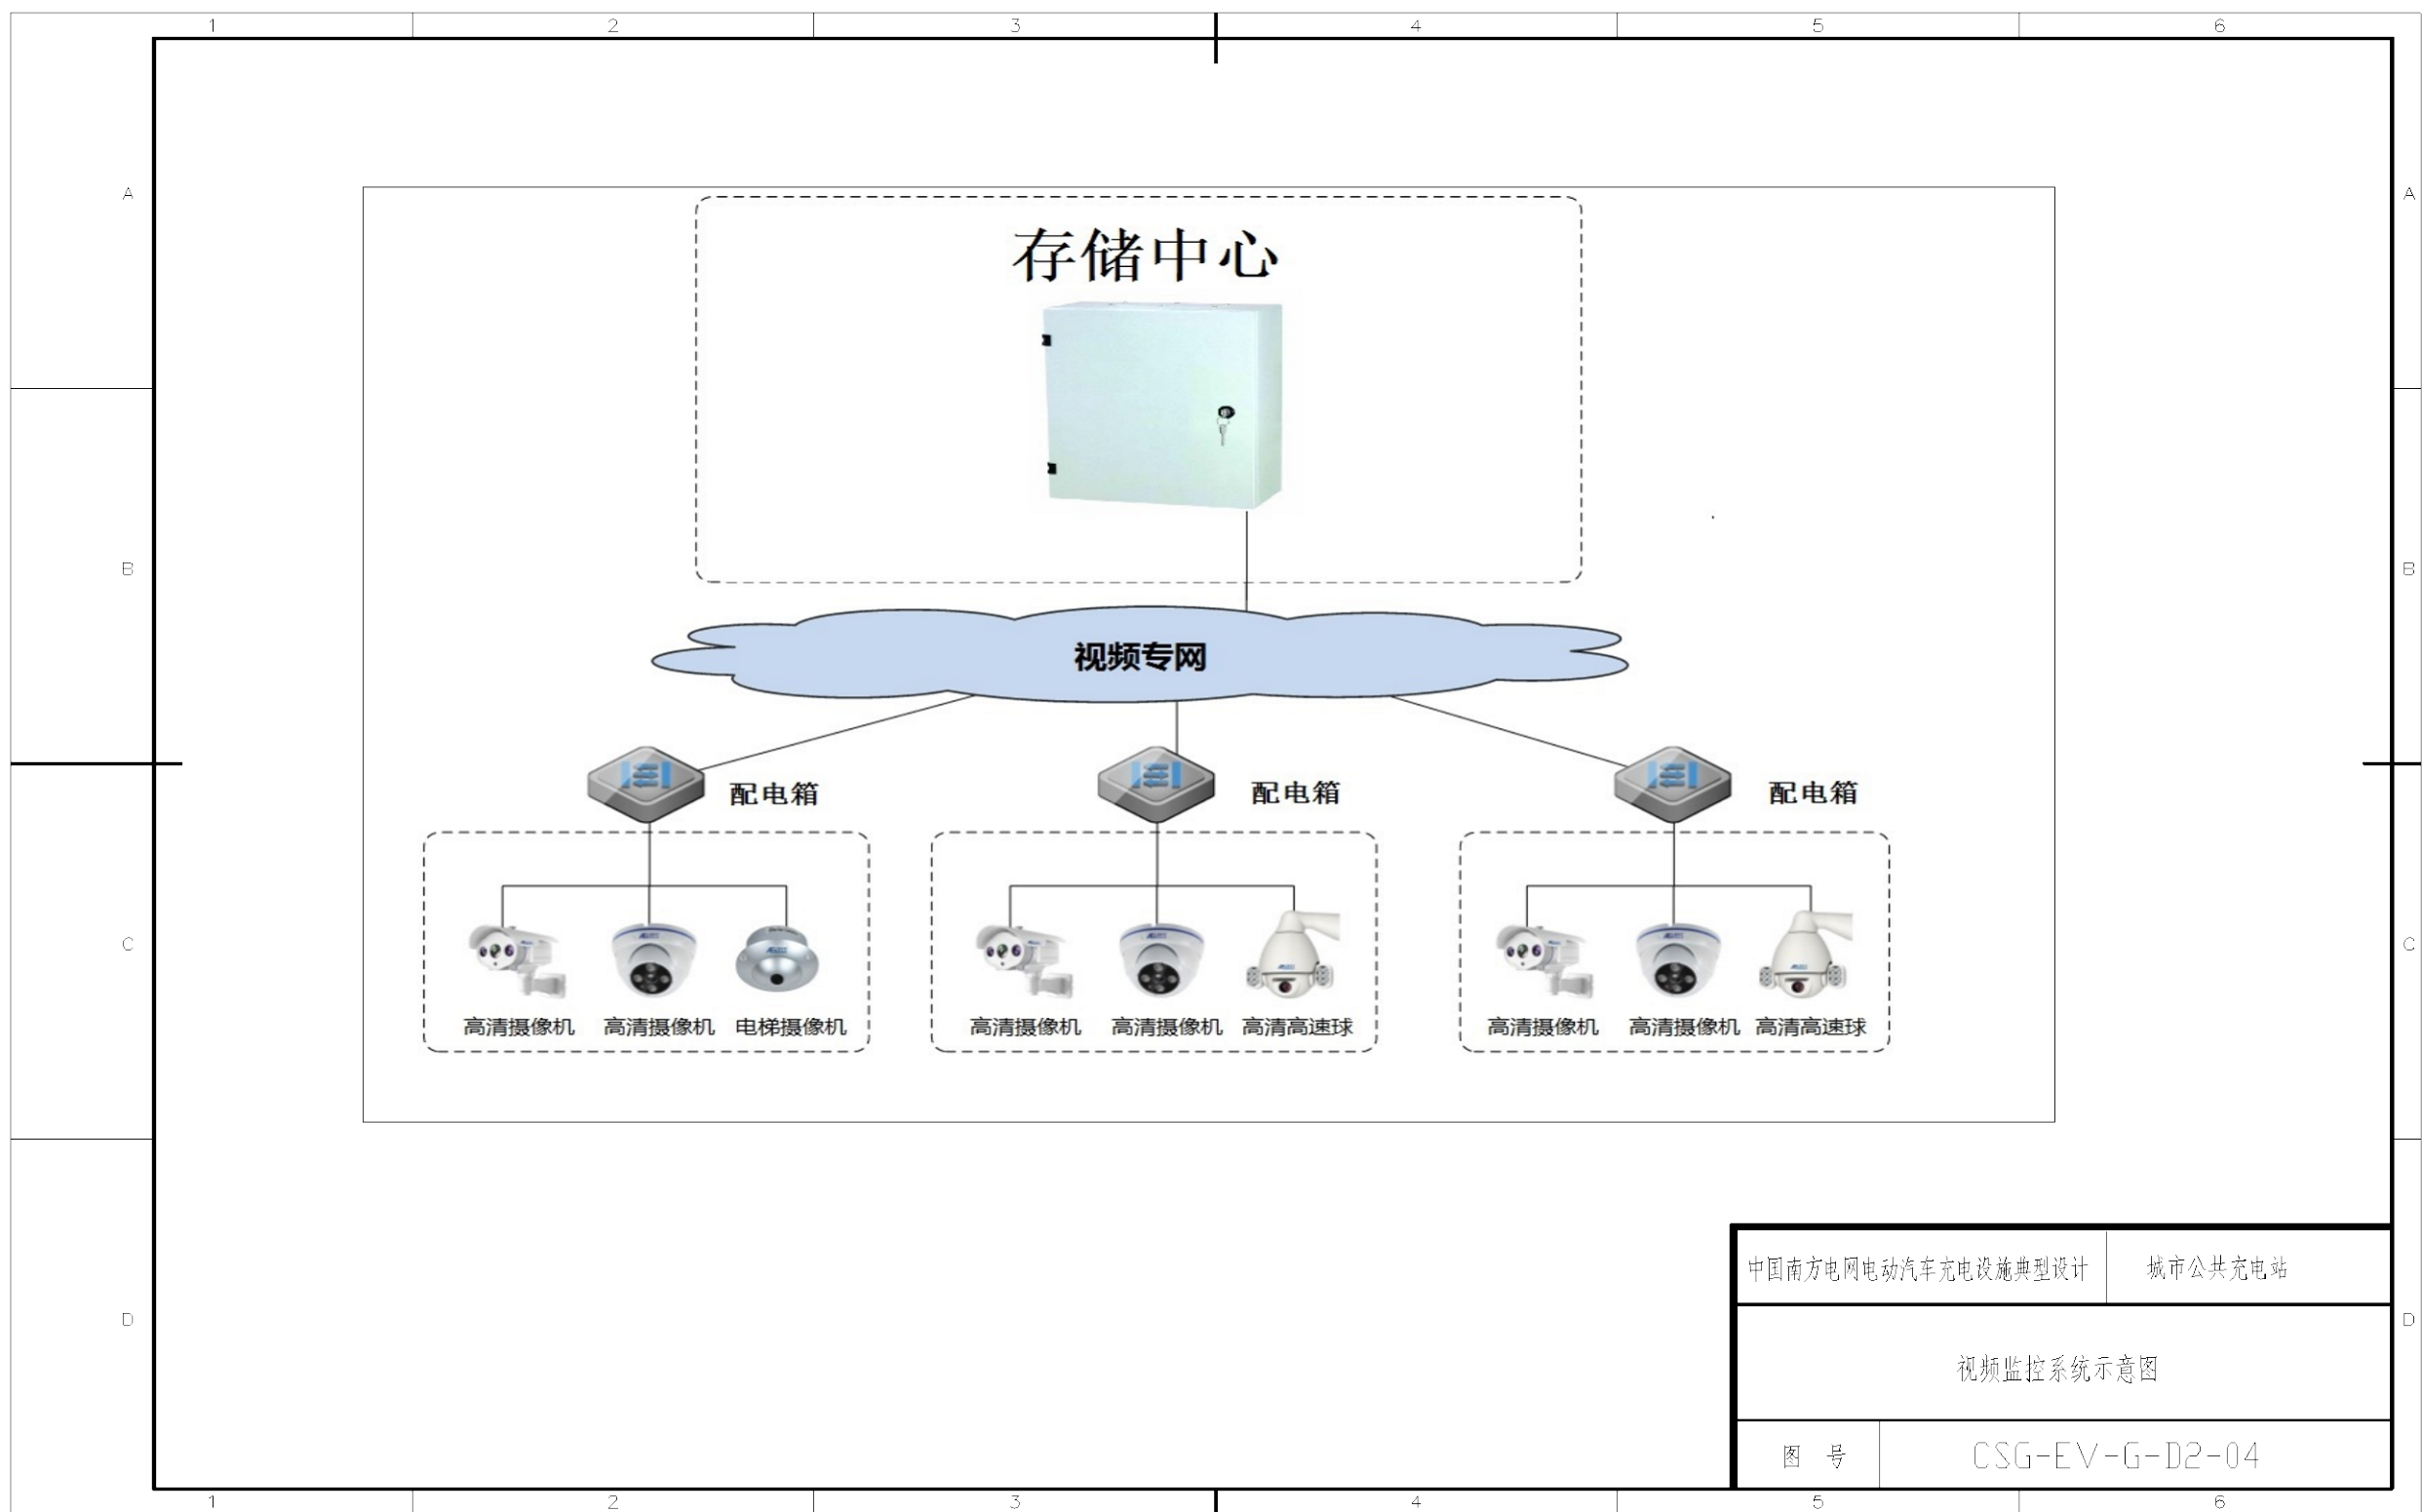 1 2 3 4 5 6
A A
存储中心
B B
视频专网
配电箱 配电箱 配电箱
C C
高清摄像机 高清摄像机 电梯摄像机 高清摄像机 高清摄像机 高清高速球 高清摄像机 高清摄像机 高清高速球
中国南方电网电动汽车充电设施典型设计 城市公共充电站
D D
视频监控系统示意图
图 号 CSG-EV-G-D2-04
1 2 3 4 5 6